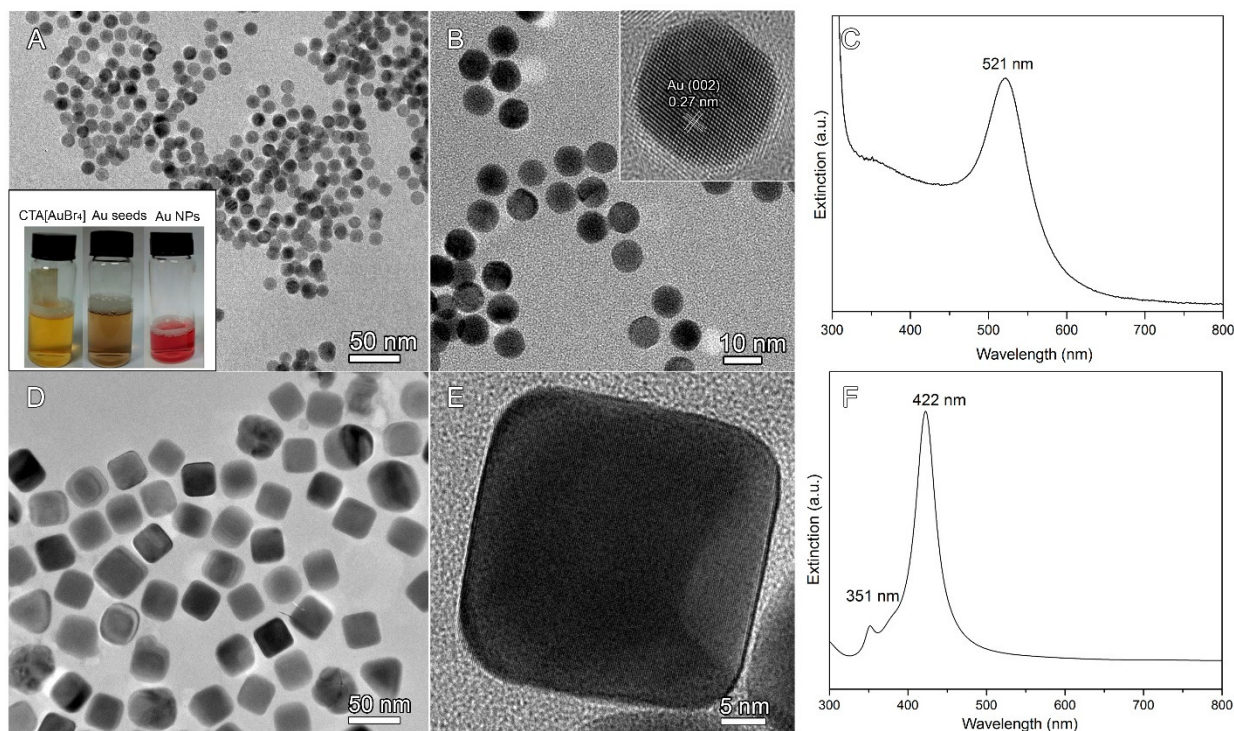 A
CTA[AuBr₄] Au seeds Au NPs
50 nm
B
Au (002)
0.27 nm
10 nm
C
521 nm
Extinction (a.u.)
300 400 500 600 700 800
Wavelength (nm)
D
50 nm
E
5 nm
F
422 nm
351 nm
Extinction (a.u.)
300 400 500 600 700 800
Wavelength (nm)